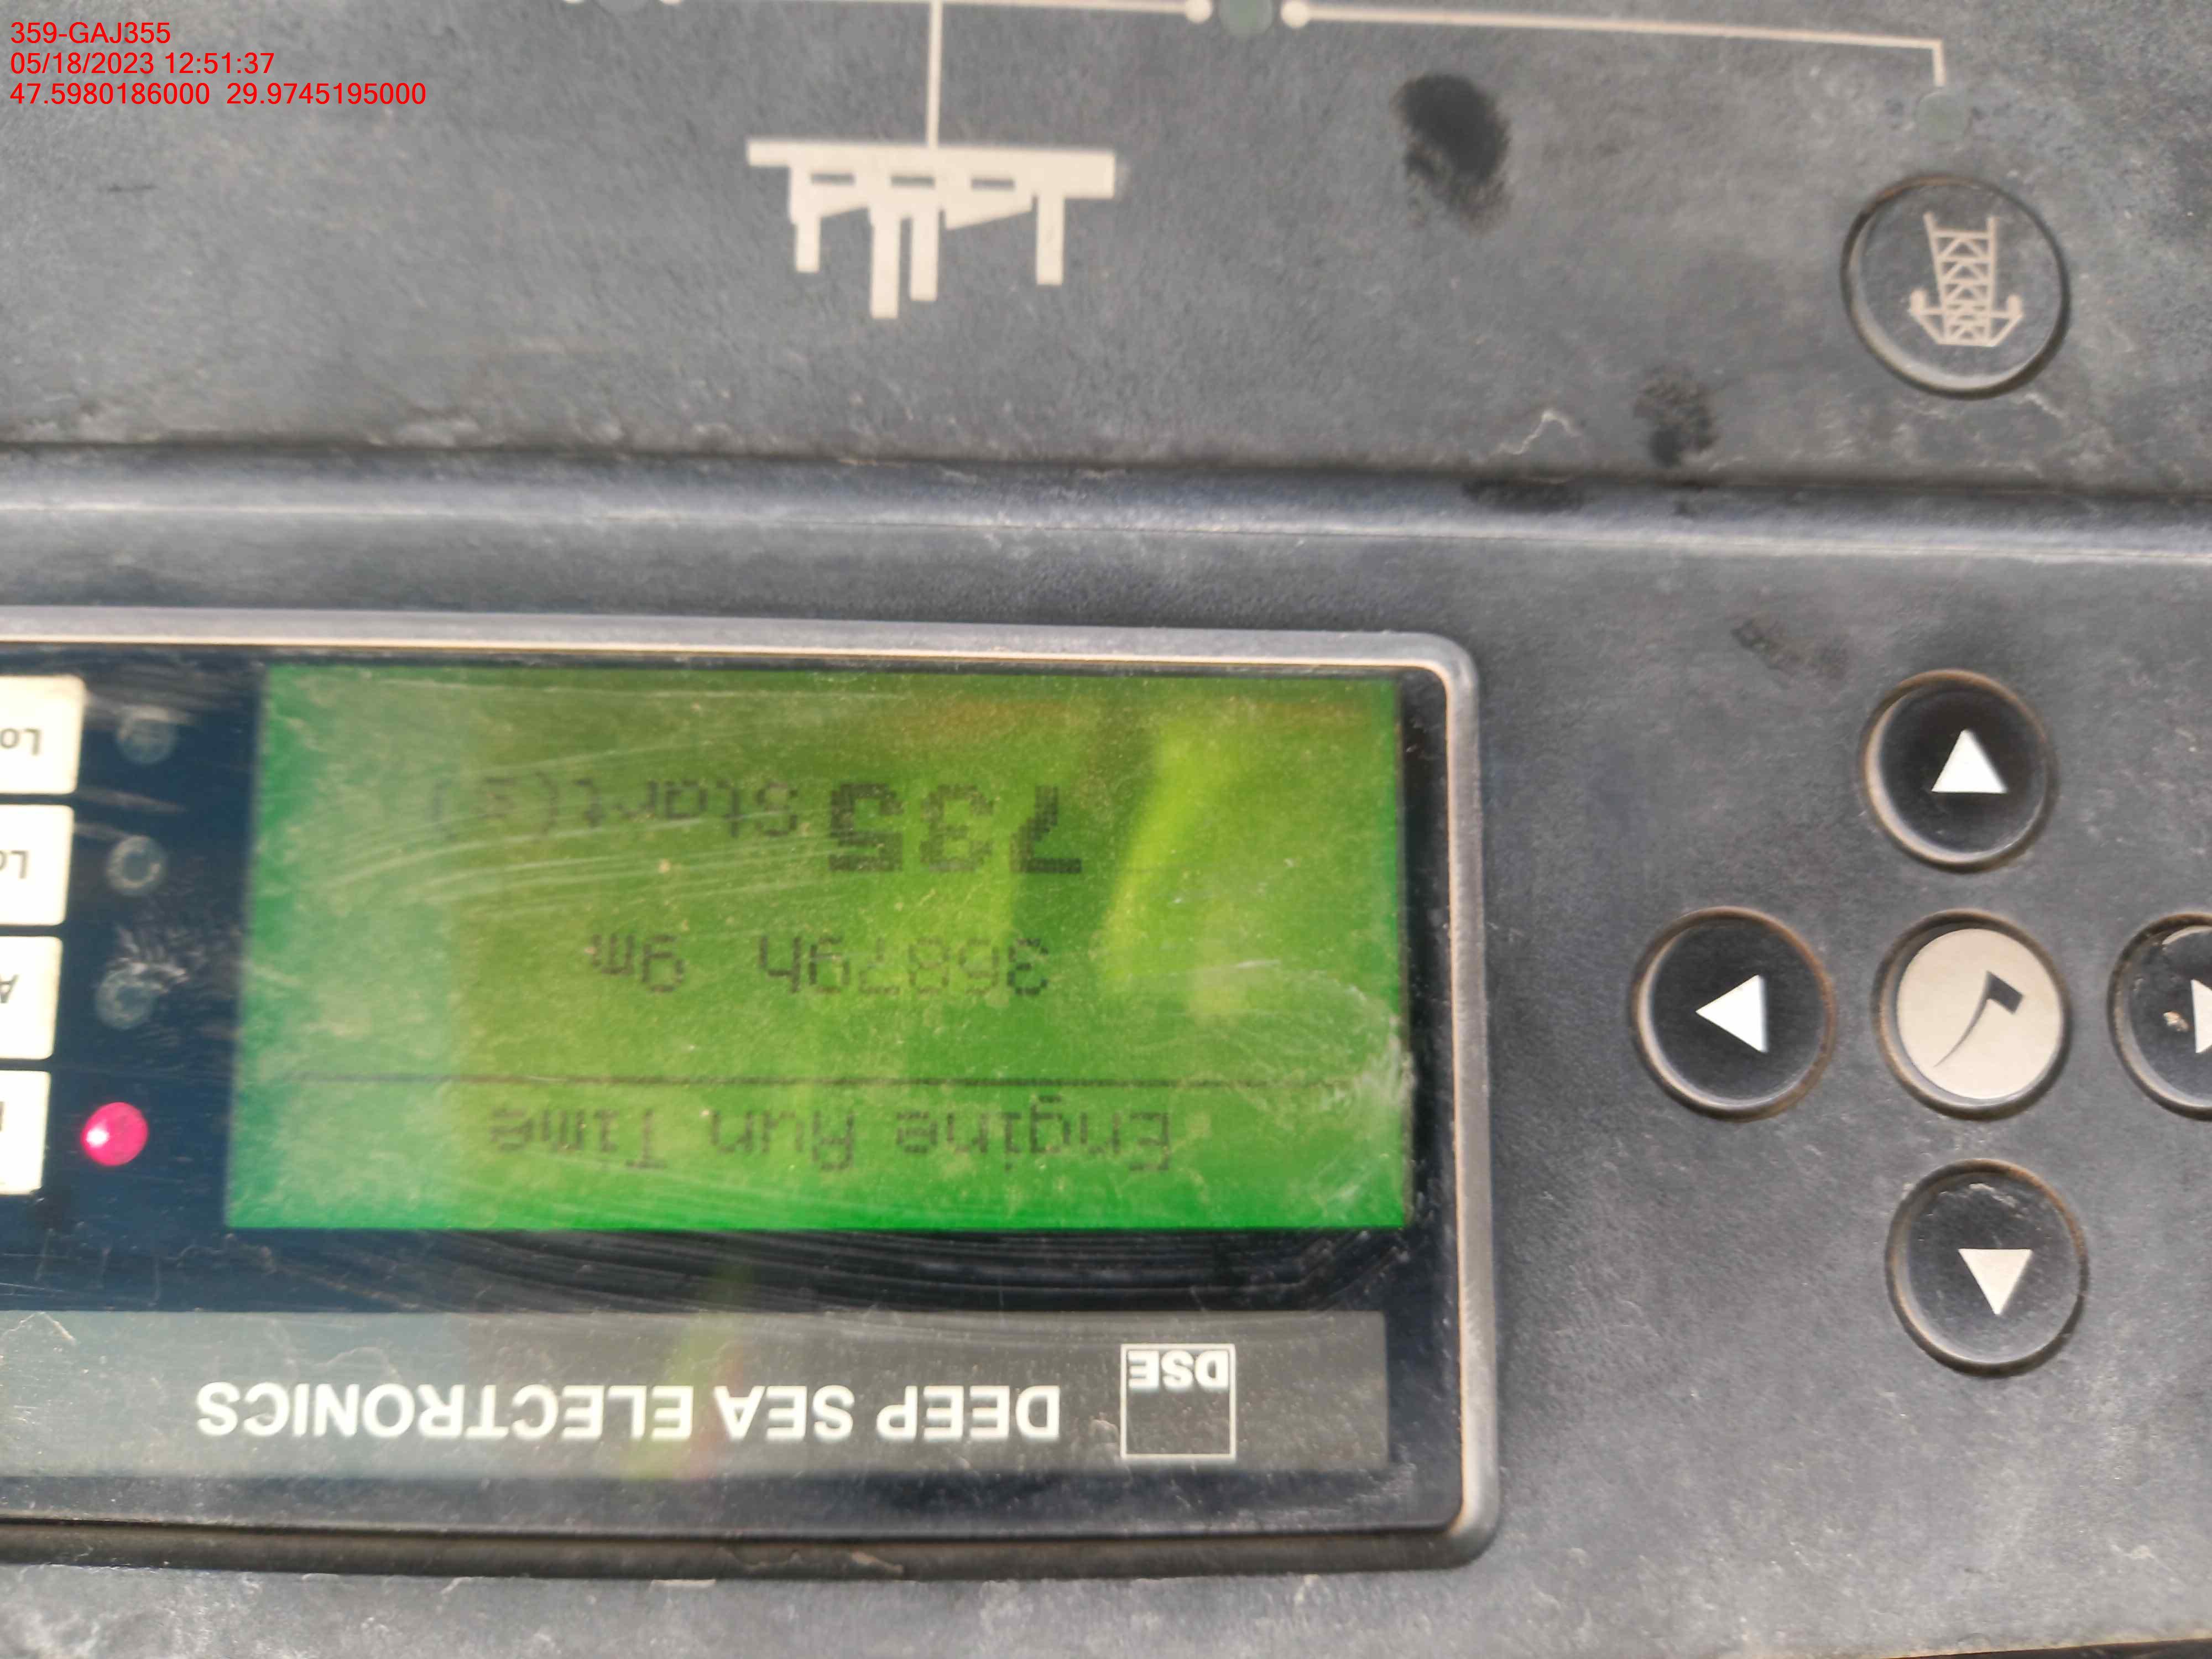 359-GAJ355
05/18/2023 12:51:37
47.5980186000 29.9745195000
DSE DEEP SEA ELECTRONICS
Engine Run Time
36879h 9m
735 Start(s)